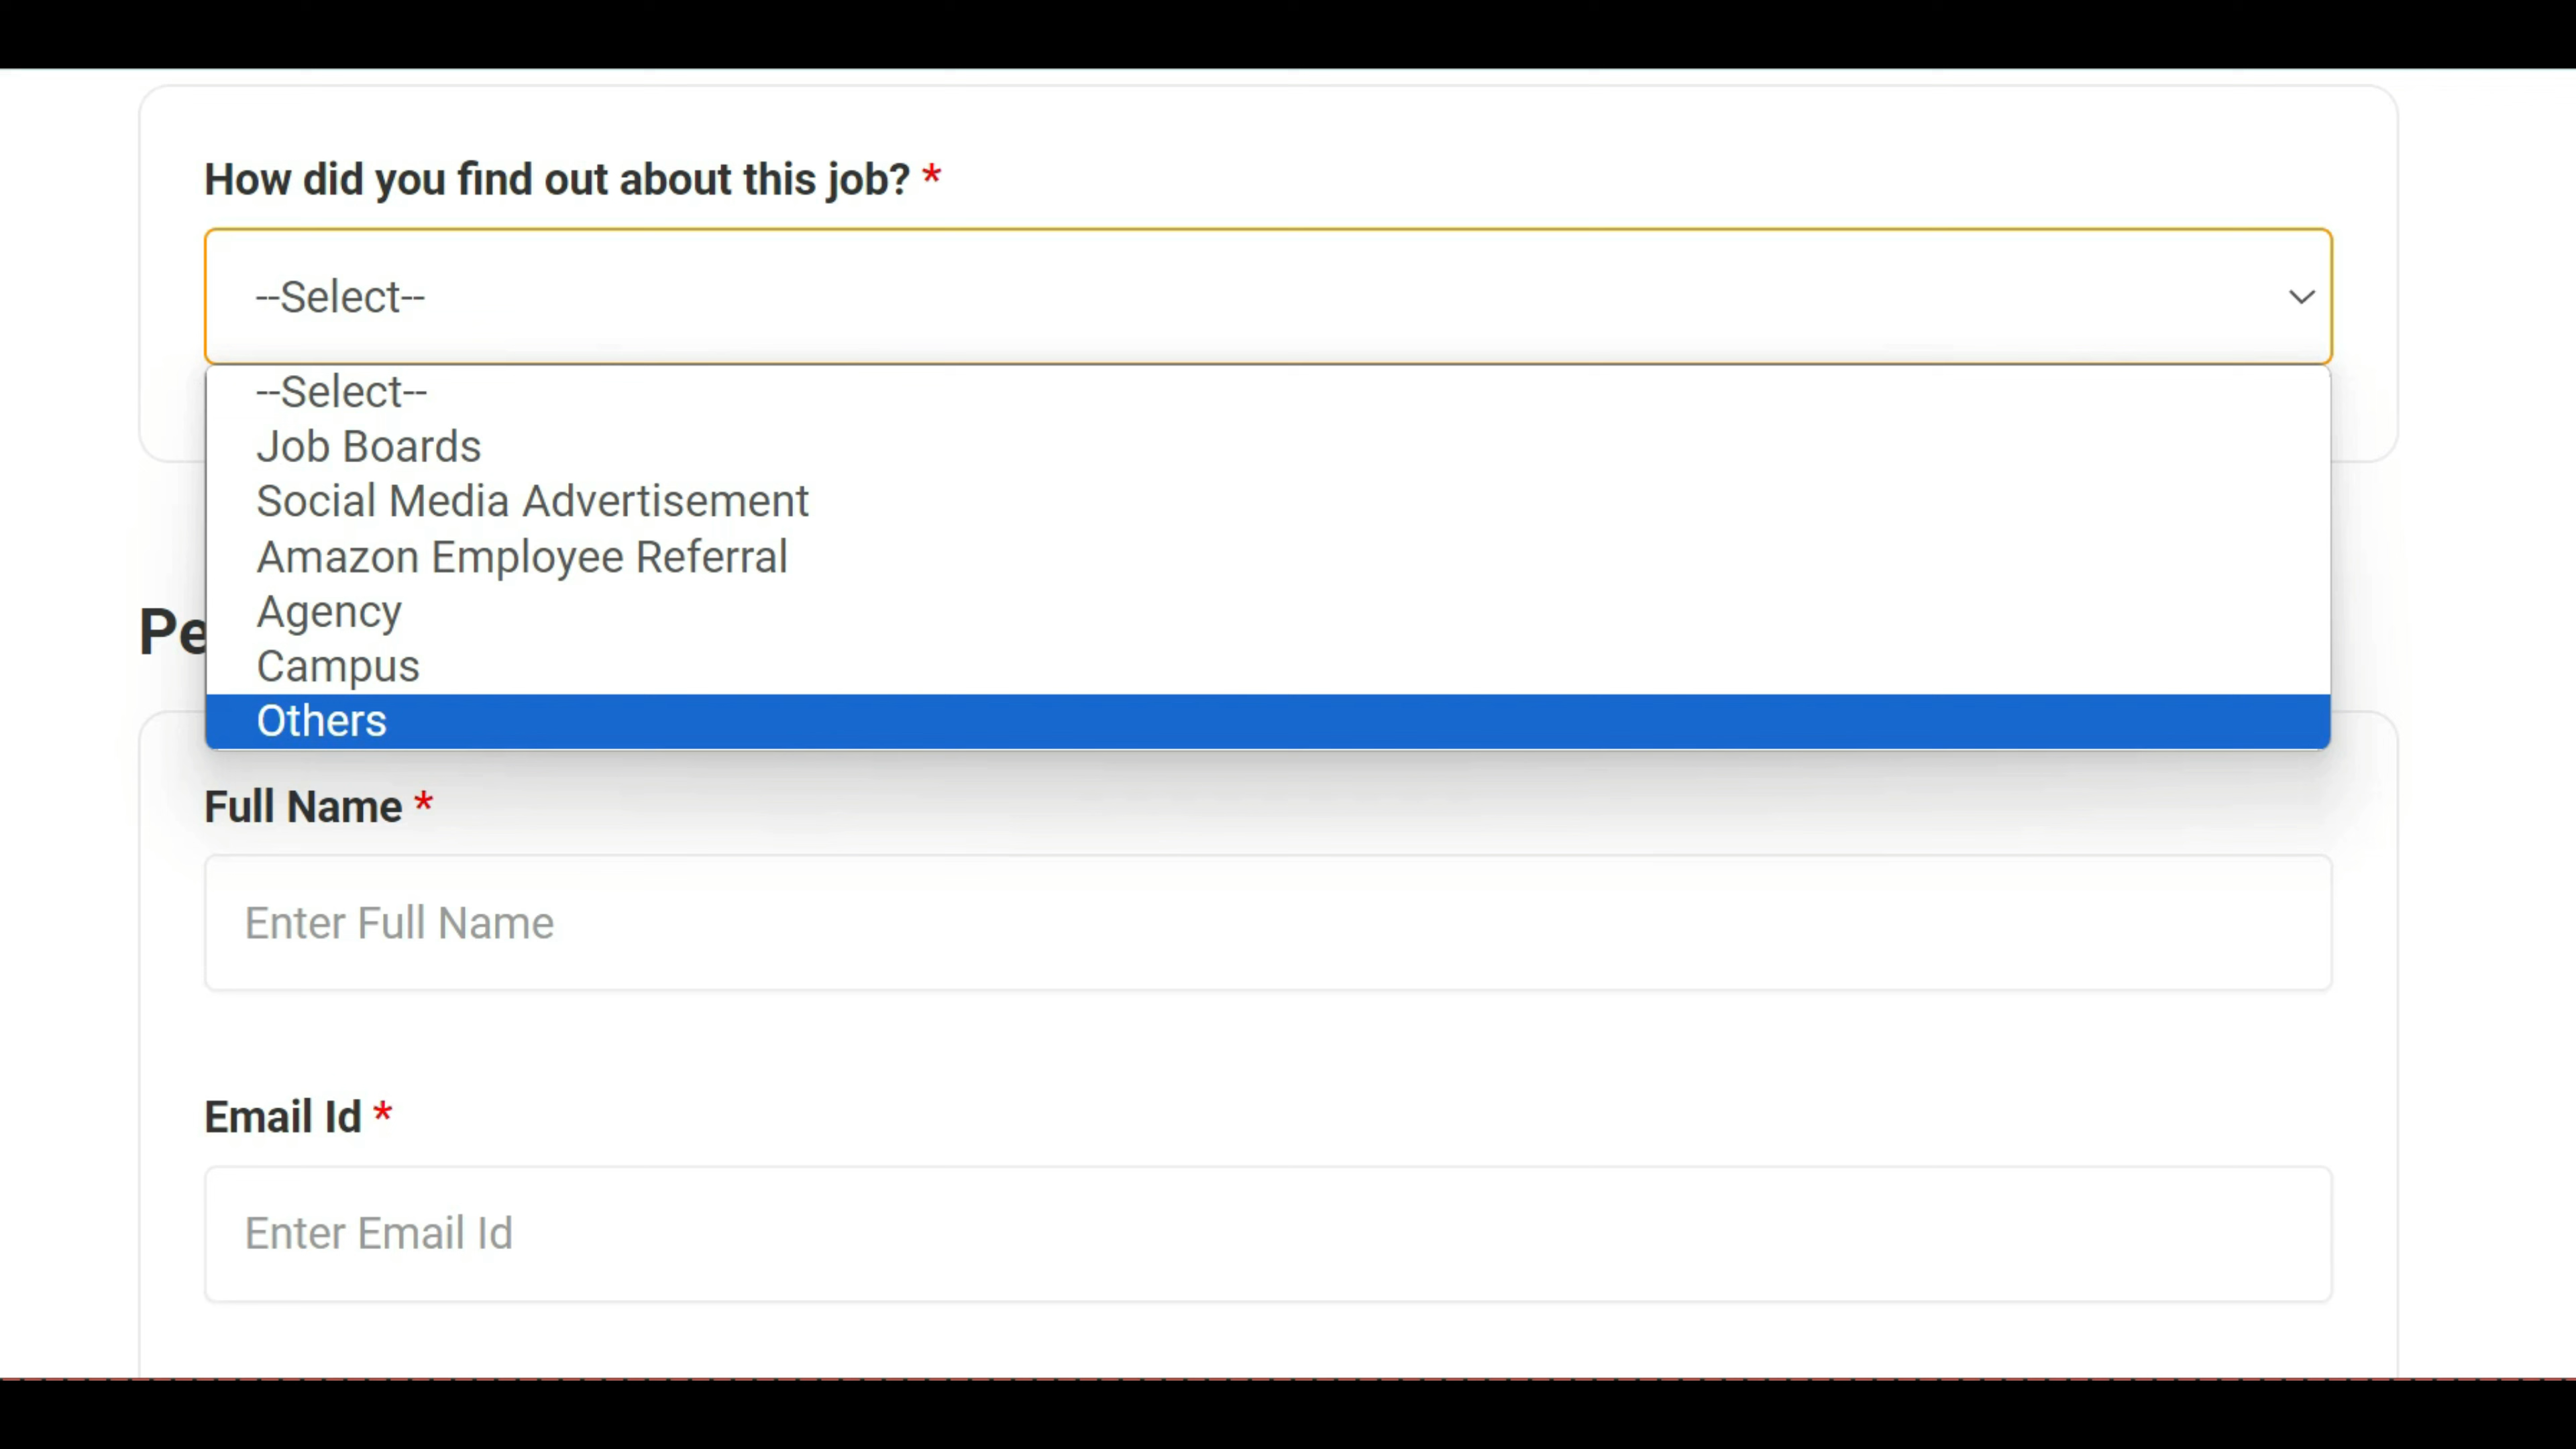 How did you find out about this job? *
--Select--
--Select--
Job Boards
Social Media Advertisement
Amazon Employee Referral
Agency
Campus
Pe
Others
Full Name *
Enter Full Name
Email Id *
Enter Email Id